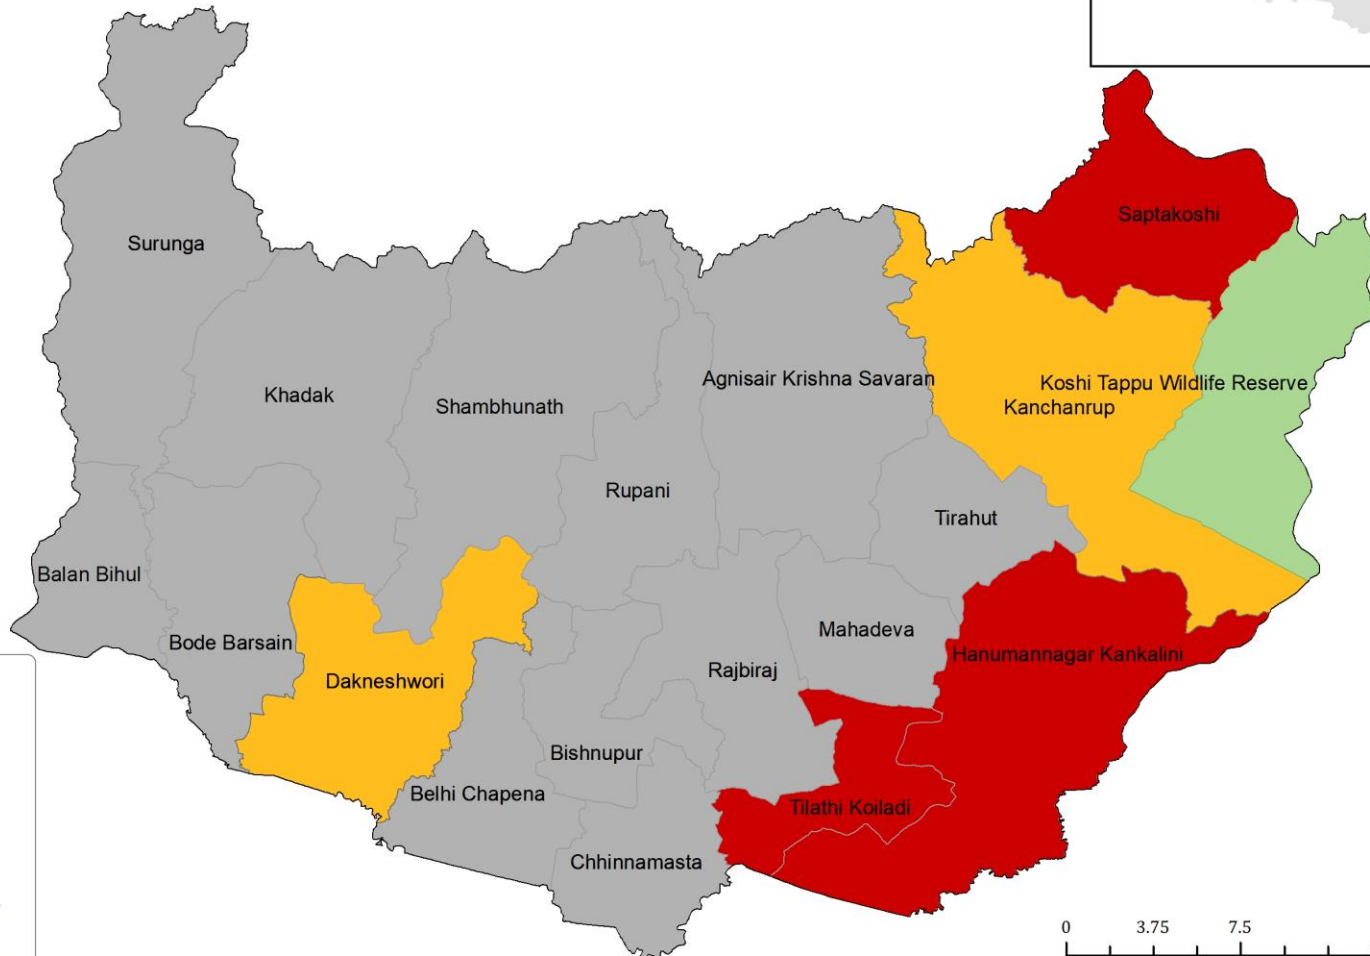 Saptakoshi
Surunga
Agnisair Krishna Savaran
Koshi Tappu Wildlife Reserve
Khadak
Shambhunath
Kanchanrup
Rupani
Tirahut
Balan Bihul
Bode Barsain
Mahadeva
Hanumannagar Kankalini
Dakneshwori
Rajbiraj
Bishnupur
Belhi Chapena
Tilathi Koiladi
Chhinnamasta
0 3.75 7.5